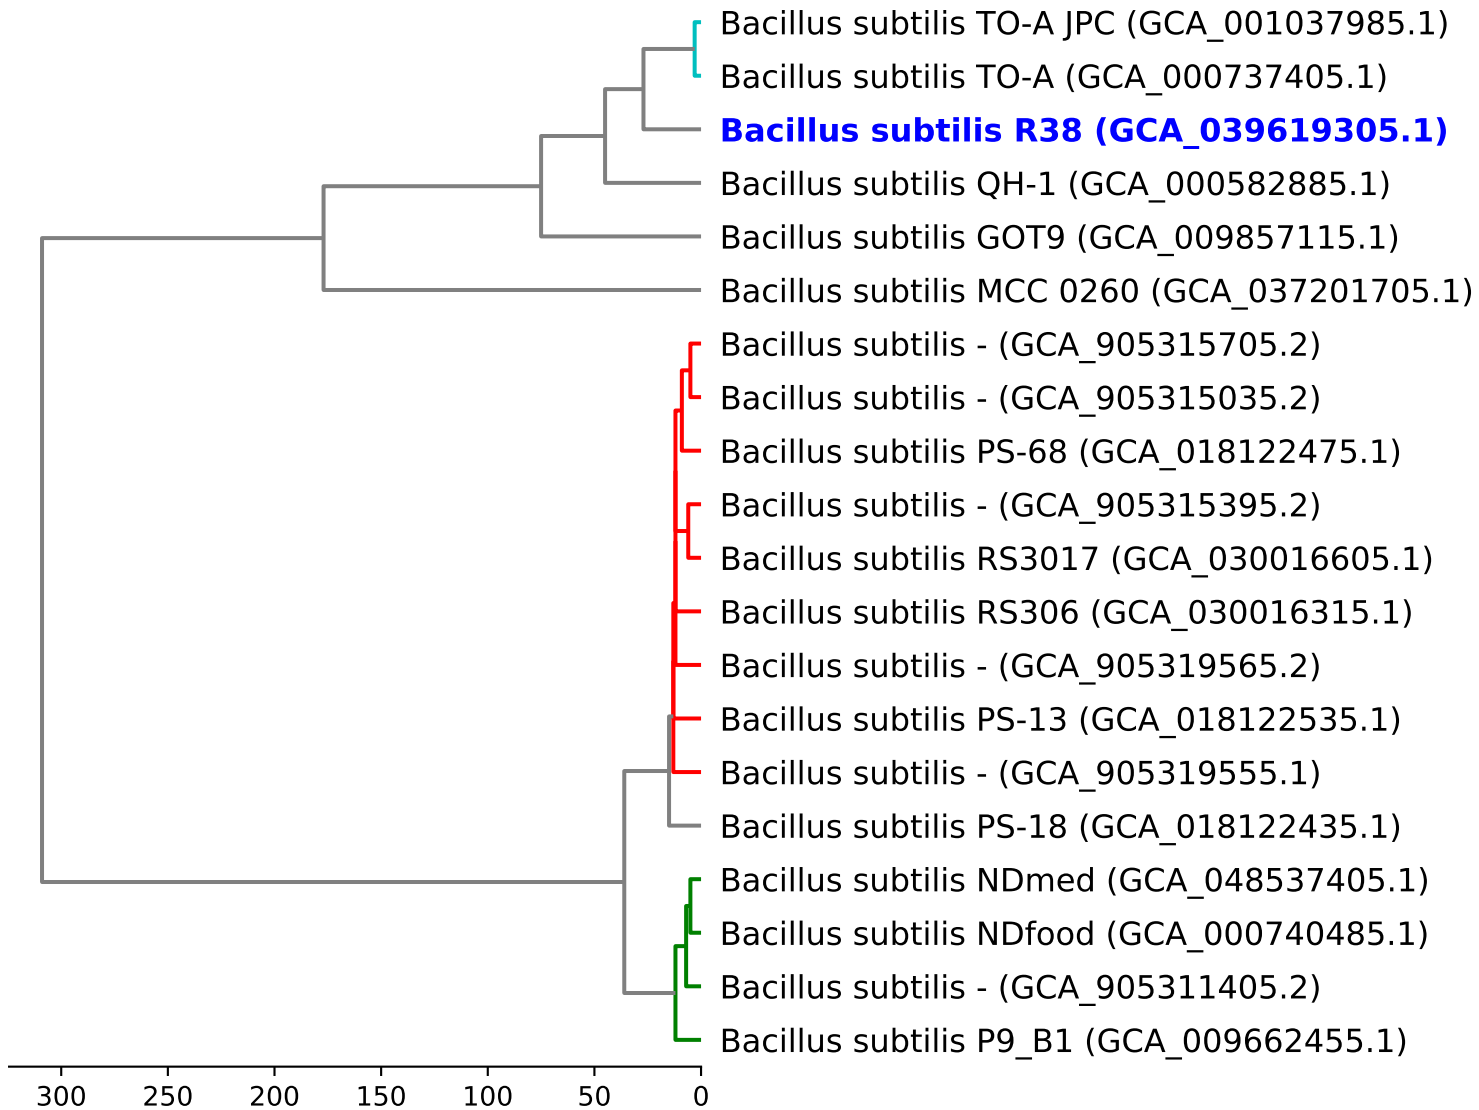 Bacillus subtilis TO-A JPC (GCA_001037985.1)
Bacillus subtilis TO-A (GCA_000737405.1)
Bacillus subtilis R38 (GCA_039619305.1)
Bacillus subtilis QH-1 (GCA_000582885.1)
Bacillus subtilis GOT9 (GCA_009857115.1)
Bacillus subtilis MCC 0260 (GCA_037201705.1)
Bacillus subtilis - (GCA_905315705.2)
Bacillus subtilis - (GCA_905315035.2)
Bacillus subtilis PS-68 (GCA_018122475.1)
Bacillus subtilis - (GCA_905315395.2)
Bacillus subtilis RS3017 (GCA_030016605.1)
Bacillus subtilis RS306 (GCA_030016315.1)
Bacillus subtilis - (GCA_905319565.2)
Bacillus subtilis PS-13 (GCA_018122535.1)
Bacillus subtilis - (GCA_905319555.1)
Bacillus subtilis PS-18 (GCA_018122435.1)
Bacillus subtilis NDmed (GCA_048537405.1)
Bacillus subtilis NDfood (GCA_000740485.1)
Bacillus subtilis - (GCA_905311405.2)
Bacillus subtilis P9_B1 (GCA_009662455.1)
300 250 200 150 100 50 0